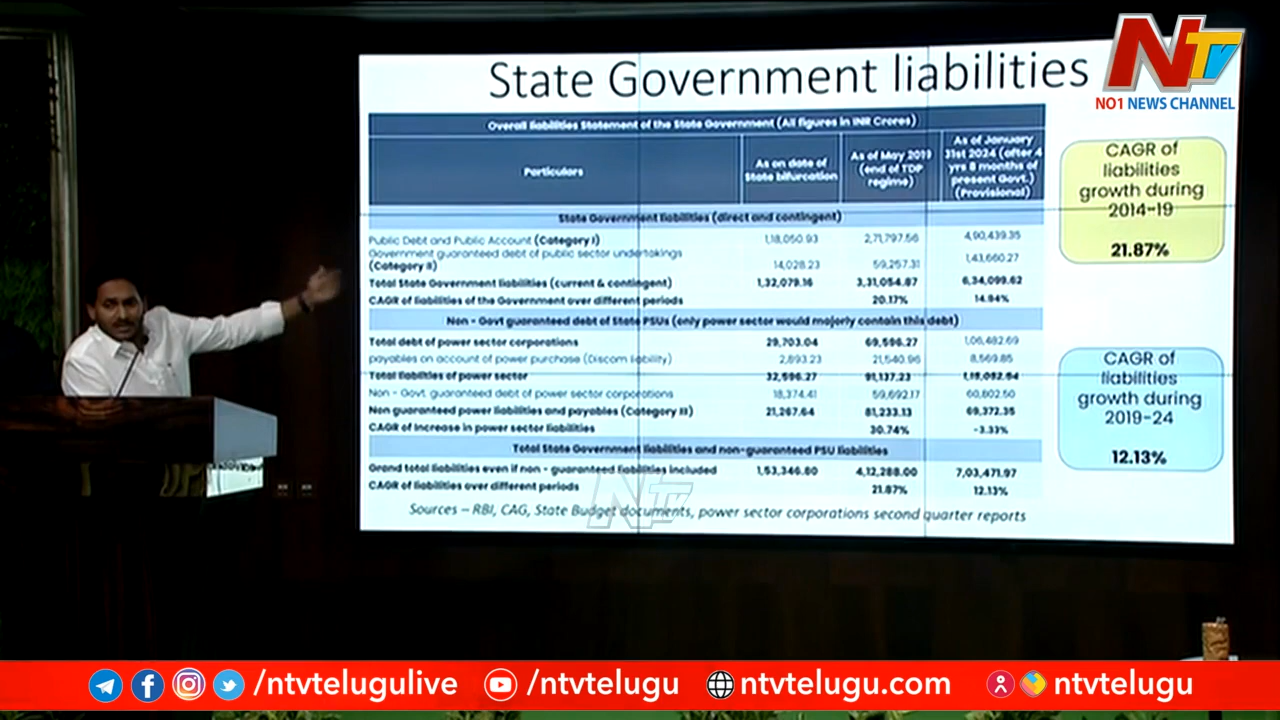 State Government liabilities
NTV
NO1 NEWS CHANNEL
Overall liabilities Statement of the State Government (All figures in INR Crores)
Particulars
As on date of
State bifurcation
As of May 2019
(end of TDP
regime)
As of January
31st 2024 (after 4
yrs 8 months of
present Govt.)
(Provisional)
State Government liabilities (direct and contingent)
Public Debt and Public Account (Category I) 1,18,050.93 2,71,797.56 4,90,439.35
Government guaranteed debt of public sector undertakings
(Category II) 14,028.23 59,257.31 1,43,660.27
Total State Government liabilities (current & contingent) 1,32,079.16 3,31,054.87 6,34,099.62
CAGR of liabilities of the Government over different periods 20.17% 14.94%
Non - Govt guaranteed debt of State PSUs (only power sector would majorly contain this debt)
Total debt of power sector corporations 29,703.04 69,596.27 1,06,482.69
payables on account of power purchase (Discom liability) 2,893.23 21,540.96 8,569.85
Total liabilities of power sector 32,596.27 91,137.23 1,15,052.54
Non - Govt. guaranteed debt of power sector corporations 18,374.41 59,692.17 60,802.50
Non guaranteed power liabilities and payables (Category III) 21,267.64 81,233.13 69,372.35
CAGR of Increase in power sector liabilities 30.74% -3.33%
Total State Government liabilities and non-guaranteed PSU liabilities
Grand total liabilities even if non - guaranteed liabilities included 1,53,346.80 4,12,288.00 7,03,471.97
CAGR of liabilities over different periods 21.87% 12.13%
Sources – RBI, CAG, State Budget documents, power sector corporations second quarter reports
CAGR of
liabilities
growth during
2014-19
21.87%
CAGR of
liabilities
growth during
2019-24
12.13%
NTV
/ntvtelugulive /ntvtelugu ntvtelugu.com ntvtelugu